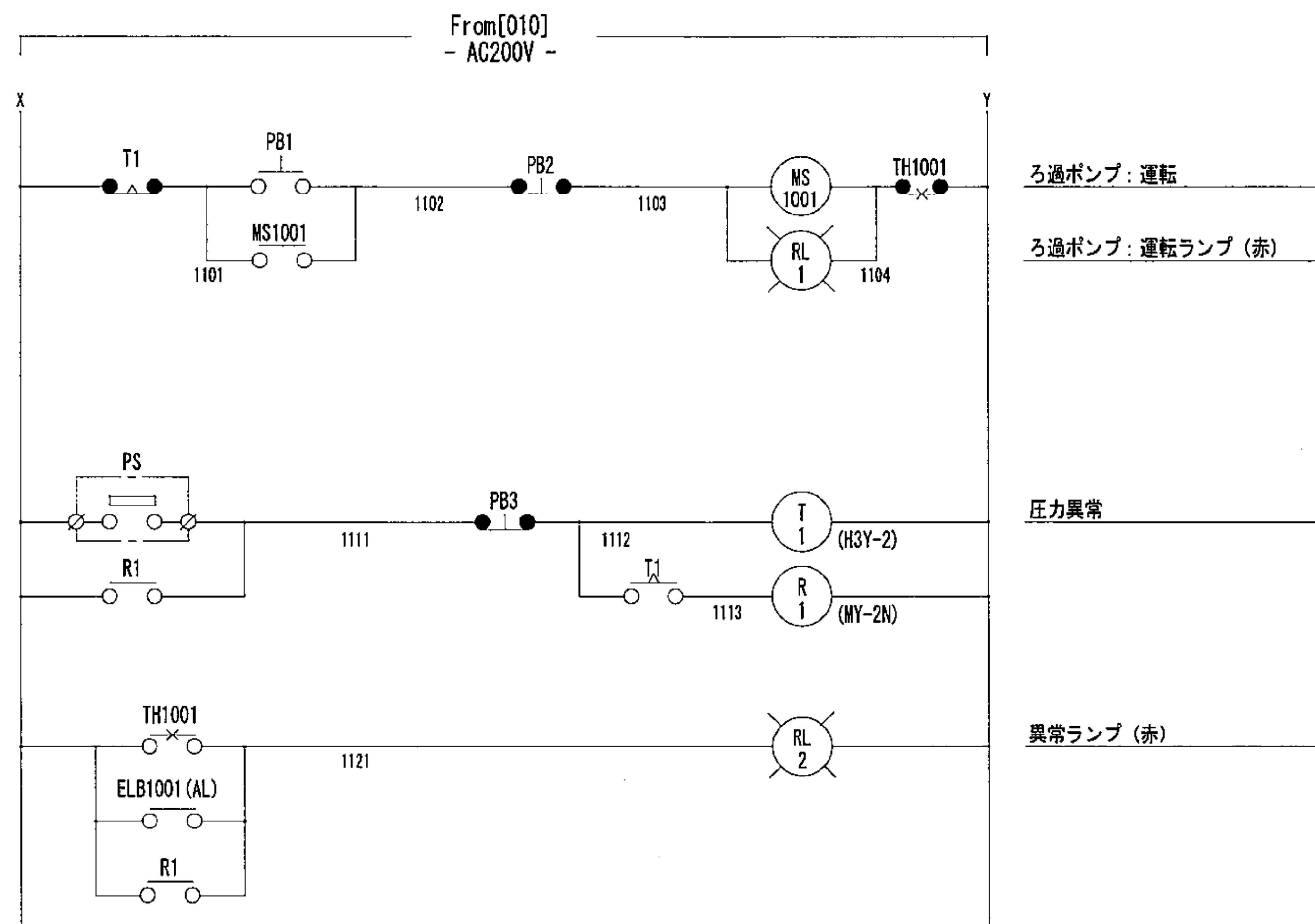 From[010]
- AC200V -
X
Y
T1
PB1
PB2
MS
1001
TH1001
ろ過ポンプ：運転
1102
1103
MS1001
1101
RL
1
1104
ろ過ポンプ：運転ランプ（赤）
PS
PB3
T
1
(H3Y-2)
圧力異常
1111
1112
R1
T1
1113
R
1
(MY-2N)
TH1001
1121
RL
2
異常ランプ（赤）
ELB1001(AL)
R1